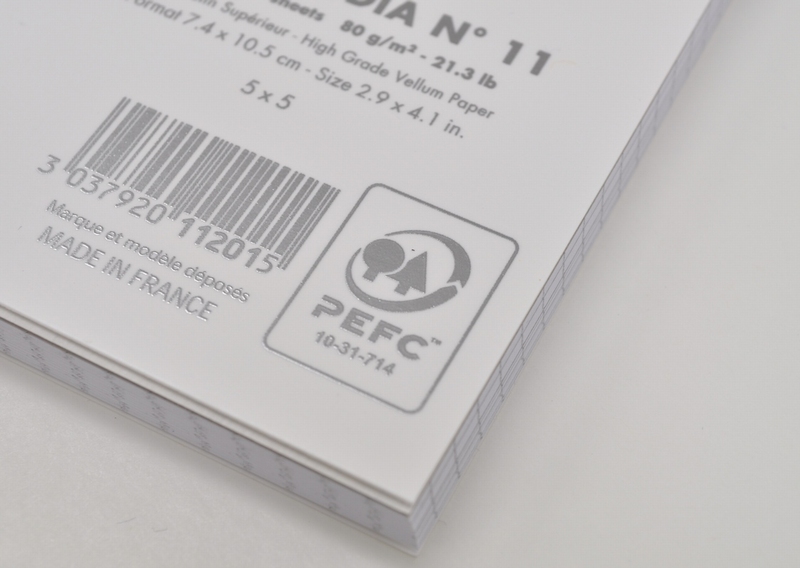 DIA N° 11
sheets 80 g/m² - 21.3 lb
Supérieur - High Grade Vellum Paper
Format 7.4 x 10.5 cm - Size 2.9 x 4.1 in.
5 x 5
3 037920 112015
Marque et modèle déposés
MADE IN FRANCE
PEFC™
10-31-714